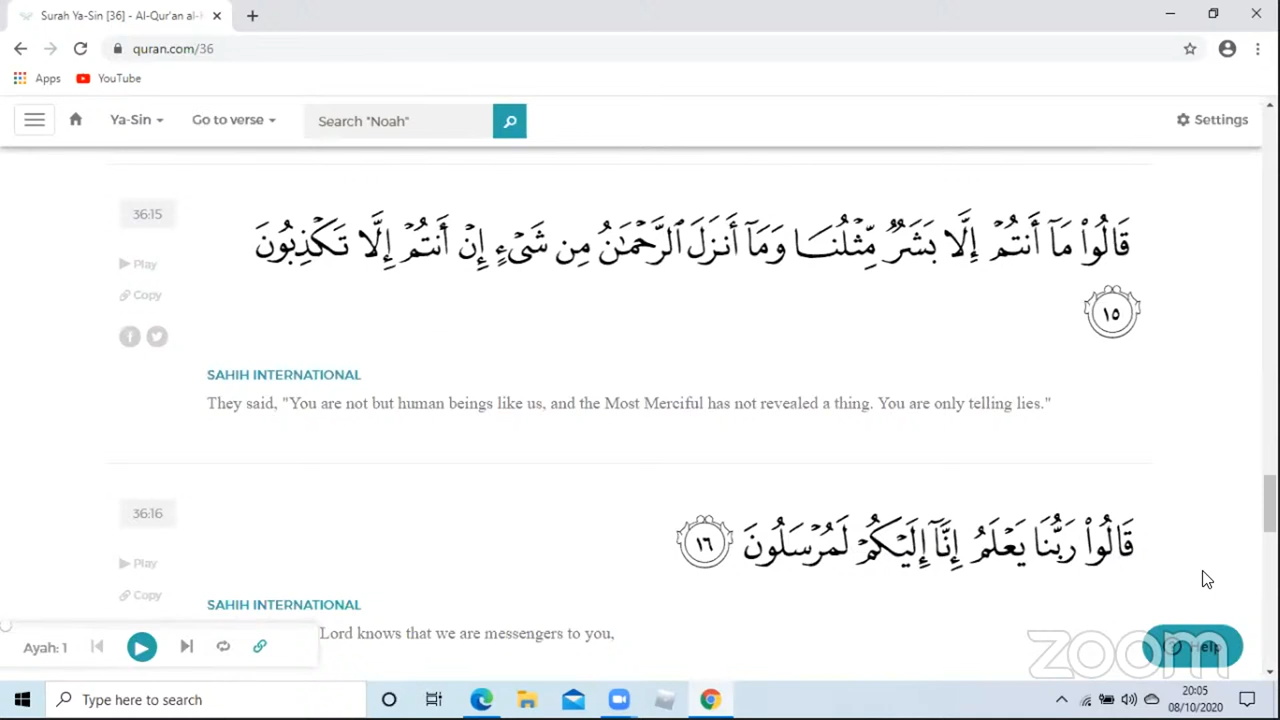 Surah Ya-Sin [36] - Al-Qur'an al-
quran.com/36
Apps YouTube
Ya-Sin Go to verse Search "Noah" Settings
36:15
قَالُوا۟ مَآ أَنتُمْ إِلَّا بَشَرٌ مِّثْلُنَا وَمَآ أَنزَلَ ٱلرَّحْمَـٰنُ مِن شَىْءٍ إِنْ أَنتُمْ إِلَّا تَكْذِبُونَ
١٥
Play
Copy
SAHIH INTERNATIONAL
They said, "You are not but human beings like us, and the Most Merciful has not revealed a thing. You are only telling lies."
36:16
قَالُوا۟ رَبُّنَا يَعْلَمُ إِنَّآ إِلَيْكُمْ لَمُرْسَلُونَ ١٦
Play
Copy
SAHIH INTERNATIONAL
Lord knows that we are messengers to you,
Ayah: 1
Help
zoom
Type here to search
20:05
08/10/2020